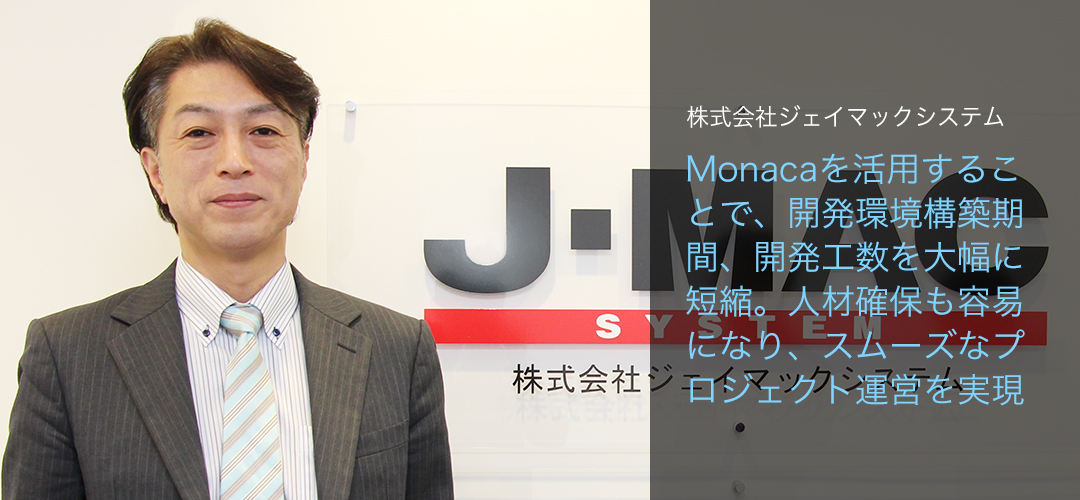 J·MAC
SYSTEM
株式会社ジェイマックシステム
株式会社ジェイマックシステム
Monacaを活用するこ
とで、開発環境構築期
間、開発工数を大幅に
短縮。人材確保も容易
になり、スムーズなプ
ロジェクト運営を実現